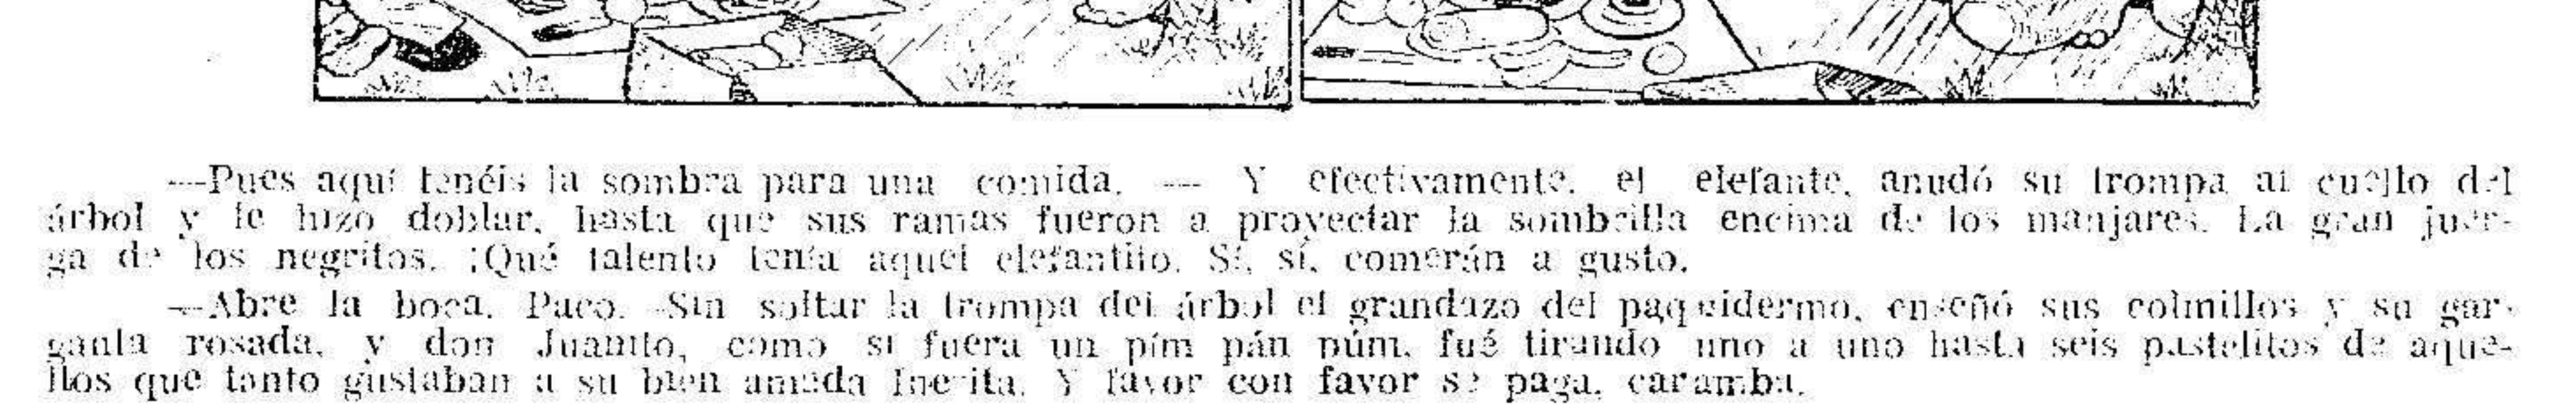 —Pues aquí tenéis la sombra para una comida. — Y efectivamente. el elefante, anudó su trompa al cuello del
árbol y le hizo doblar, hasta que sus ramas fueron a proyectar la sombrilla encima de los manjares. La gran juer-
ga de los negritos. ¡Qué talento tenía aquel elefantito. Sí, sí, comerán a gusto.
—Abre la boca, Paco. -Sin soltar la trompa del árbol el grandazo del paquidermo, enseñó sus colmillos y su gar-
ganta rosada, y don Juanito, como si fuera un pím pán púm, fué tirando uno a uno hasta seis pastelitos de aque-
llos que tanto gustaban a su bien amada Inesita. Y favor con favor se paga, caramba.